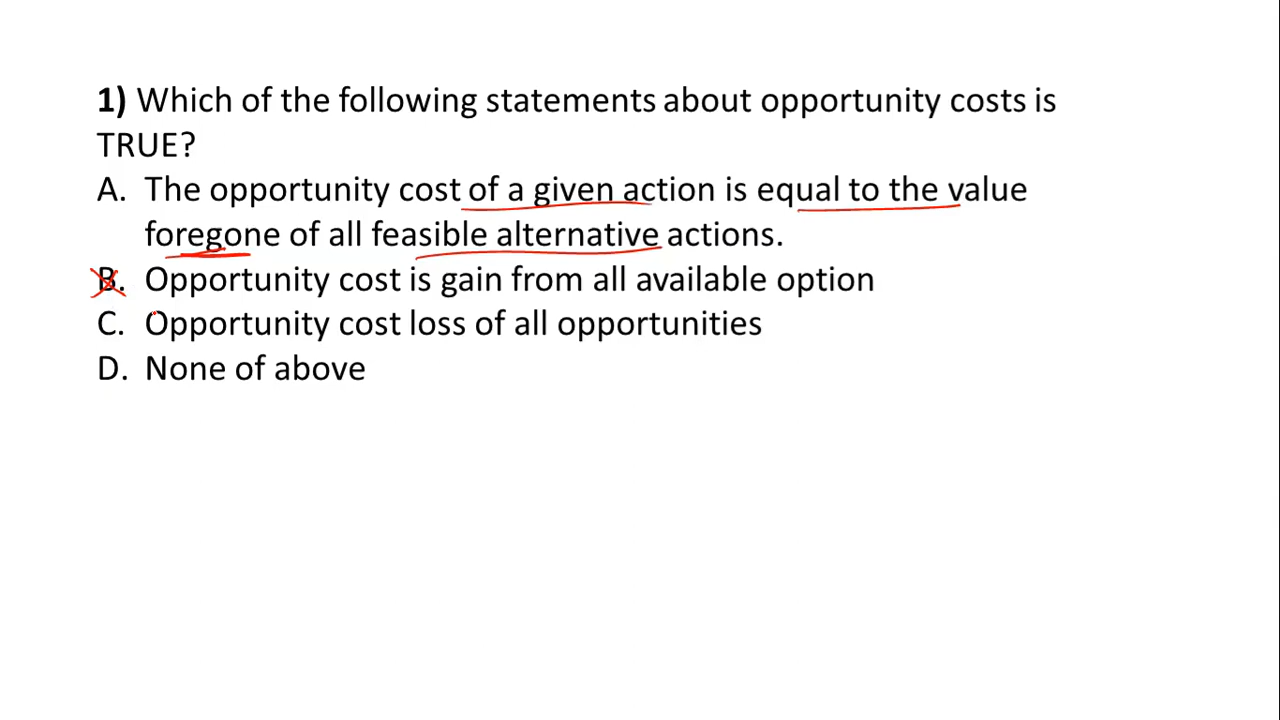 1) Which of the following statements about opportunity costs is
TRUE?
A. The opportunity cost of a given action is equal to the value
foregone of all feasible alternative actions.
B. Opportunity cost is gain from all available option
C. Opportunity cost loss of all opportunities
D. None of above